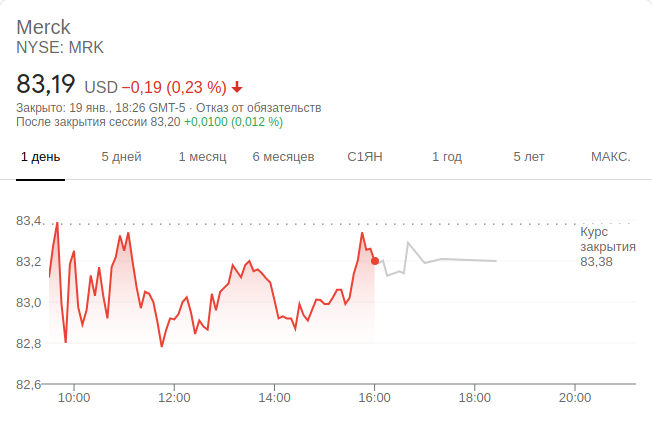 Merck
NYSE: MRK
83,19 USD −0,19 (0,23 %)
Закрыто: 19 янв., 18:26 GMT-5 · Отказ от обязательств
После закрытия сессии 83,20 +0,0100 (0,012 %)
1 день 5 дней 1 месяц 6 месяцев С1ЯН 1 год 5 лет МАКС.
83,4
Курс
закрытия
83,38
83,2
83,0
82,8
82,6
10:00 12:00 14:00 16:00 18:00 20:00